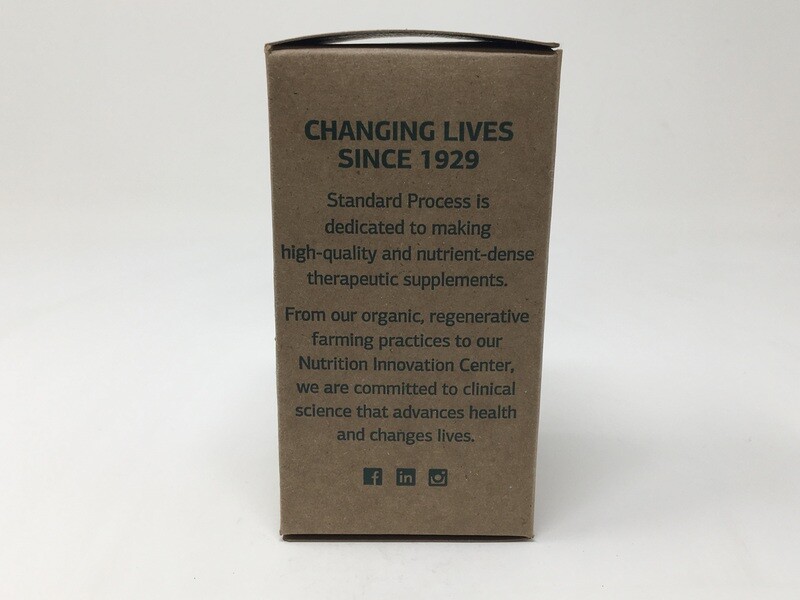 CHANGING LIVES
SINCE 1929
Standard Process is
dedicated to making
high-quality and nutrient-dense
therapeutic supplements.
From our organic, regenerative
farming practices to our
Nutrition Innovation Center,
we are committed to clinical
science that advances health
and changes lives.